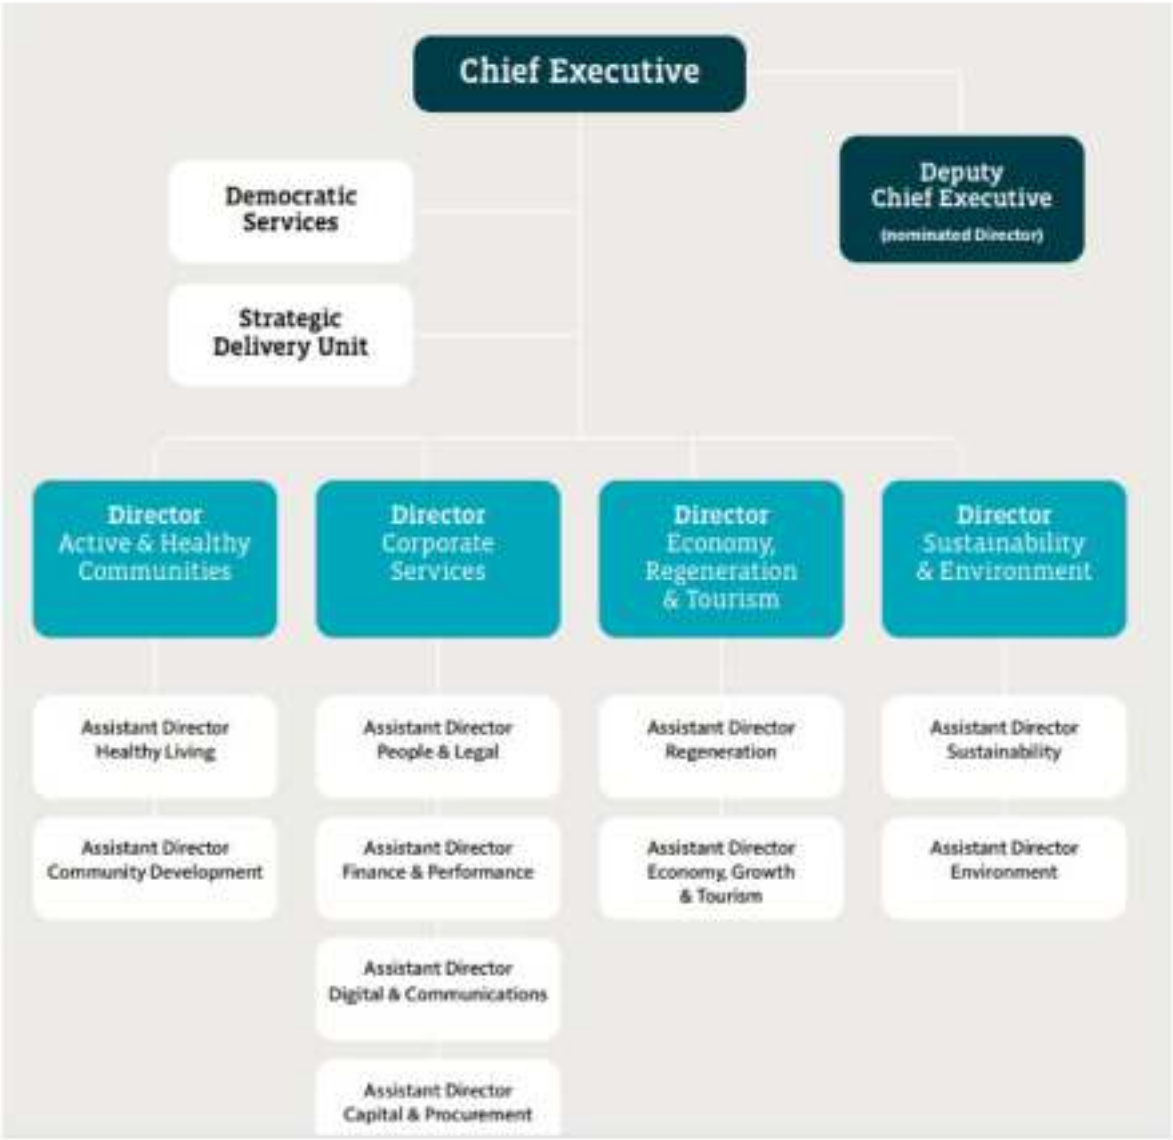 Chief Executive
Deputy
Chief Executive
(nominated Director)
Democratic
Services
Strategic
Delivery Unit
Director
Active & Healthy
Communities
Director
Corporate
Services
Director
Economy,
Regeneration
& Tourism
Director
Sustainability
& Environment
Assistant Director
Healthy Living
Assistant Director
People & Legal
Assistant Director
Regeneration
Assistant Director
Sustainability
Assistant Director
Community Development
Assistant Director
Finance & Performance
Assistant Director
Economy, Growth
& Tourism
Assistant Director
Environment
Assistant Director
Digital & Communications
Assistant Director
Capital & Procurement